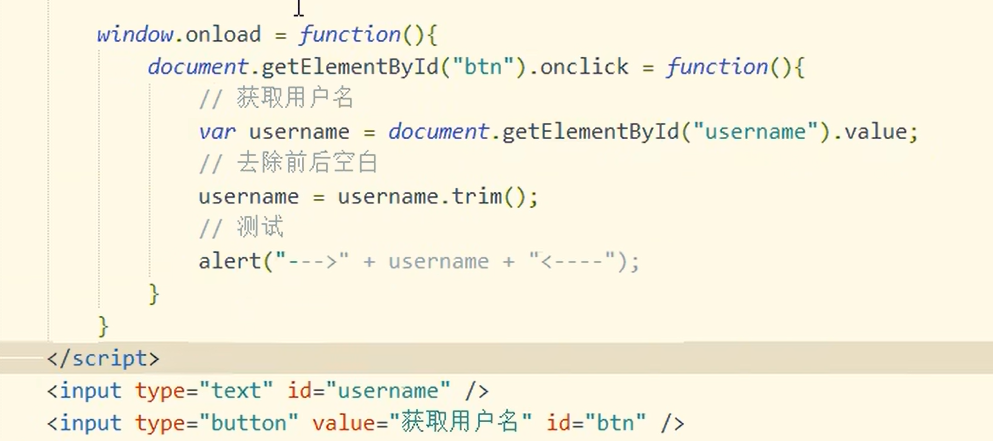 window.onload = function(){
document.getElementById("btn").onclick = function(){
// 获取用户名
var username = document.getElementById("username").value;
// 去除前后空白
username = username.trim();
// 测试
alert("--->" + username + "<----");
}
}
</script>
<input type="text" id="username" />
<input type="button" value="获取用户名" id="btn" />